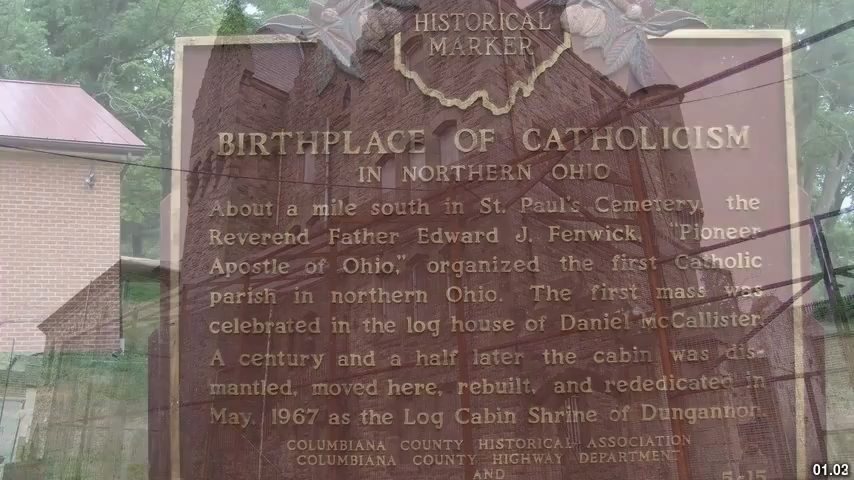 HISTORICAL
MARKER
BIRTHPLACE OF CATHOLICISM
IN NORTHERN OHIO
About a mile south in St. Paul's Cemetery, the
Reverend Father Edward J. Fenwick, "Pioneer
Apostle of Ohio," organized the first Catholic
parish in northern Ohio. The first mass was
celebrated in the log house of Daniel McCallister.
A century and a half later the cabin was dis-
mantled, moved here, rebuilt, and rededicated in
May, 1967 as the Log Cabin Shrine of Dungannon.
COLUMBIANA COUNTY HISTORICAL ASSOCIATION
COLUMBIANA COUNTY HIGHWAY DEPARTMENT
AND 5-15
01.03